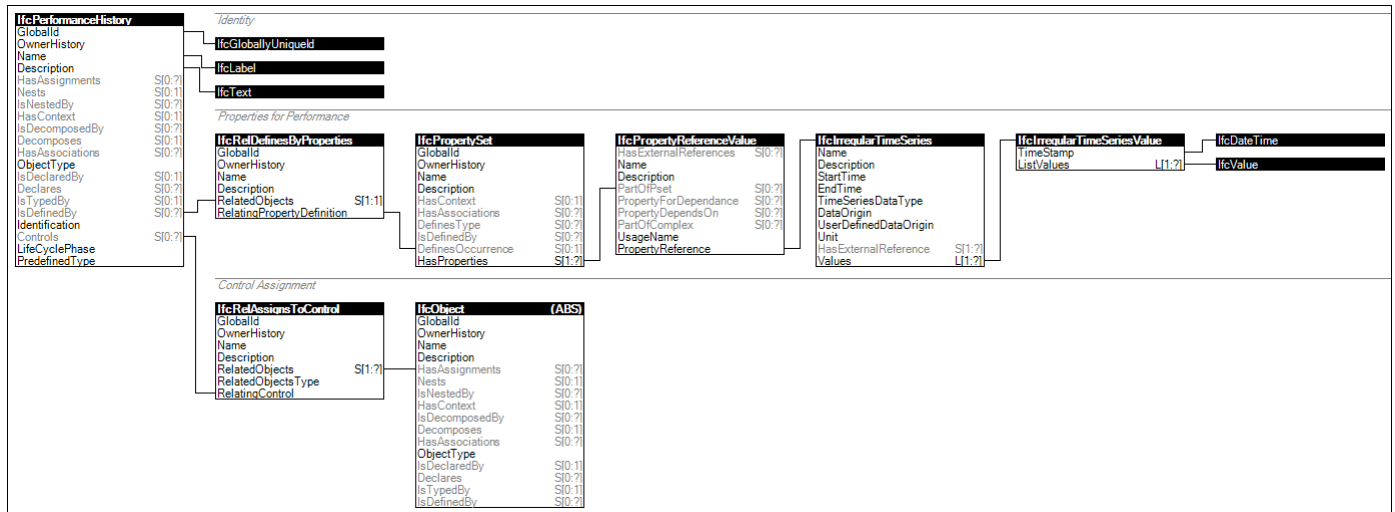 IfcPerformanceHistory
GlobalId
OwnerHistory
Name
Description
HasAssignments S[0:?]
Nests S[0:1]
IsNestedBy S[0:?]
HasContext S[0:1]
IsDecomposedBy S[0:?]
Decomposes S[0:1]
HasAssociations S[0:?]
ObjectType
IsDeclaredBy S[0:1]
Declares S[0:?]
IsTypedBy S[0:1]
IsDefinedBy S[0:?]
Identification
Controls S[0:?]
LifeCyclePhase
PredefinedType
Identity
IfcGloballyUniqueId
IfcLabel
IfcText
Properties for Performance
IfcRelDefinesByProperties
GlobalId
OwnerHistory
Name
Description
RelatedObjects S[1:1]
RelatingPropertyDefinition
IfcPropertySet
GlobalId
OwnerHistory
Name
Description
HasContext S[0:1]
HasAssociations S[0:?]
DefinesType S[0:?]
IsDefinedBy S[0:?]
DefinesOccurrence S[0:1]
HasProperties S[1:?]
IfcPropertyReferenceValue
HasExternalReferences S[0:?]
Name
Description
PartOfPset S[0:?]
PropertyForDependance S[0:?]
PropertyDependsOn S[0:?]
PartOfComplex S[0:?]
UsageName
PropertyReference
IfcIrregularTimeSeries
Name
Description
StartTime
EndTime
TimeSeriesDataType
DataOrigin
UserDefinedDataOrigin
Unit
HasExternalReference S[1:?]
Values L[1:?]
IfcIrregularTimeSeriesValue
TimeStamp
ListValues L[1:?]
IfcDateTime
IfcValue
Control Assignment
IfcRelAssignsToControl
GlobalId
OwnerHistory
Name
Description
RelatedObjects S[1:?]
RelatedObjectsType
RelatingControl
IfcObject (ABS)
GlobalId
OwnerHistory
Name
Description
HasAssignments S[0:?]
Nests S[0:1]
IsNestedBy S[0:?]
HasContext S[0:1]
IsDecomposedBy S[0:?]
Decomposes S[0:1]
HasAssociations S[0:?]
ObjectType
IsDeclaredBy S[0:1]
Declares S[0:?]
IsTypedBy S[0:1]
IsDefinedBy S[0:?]